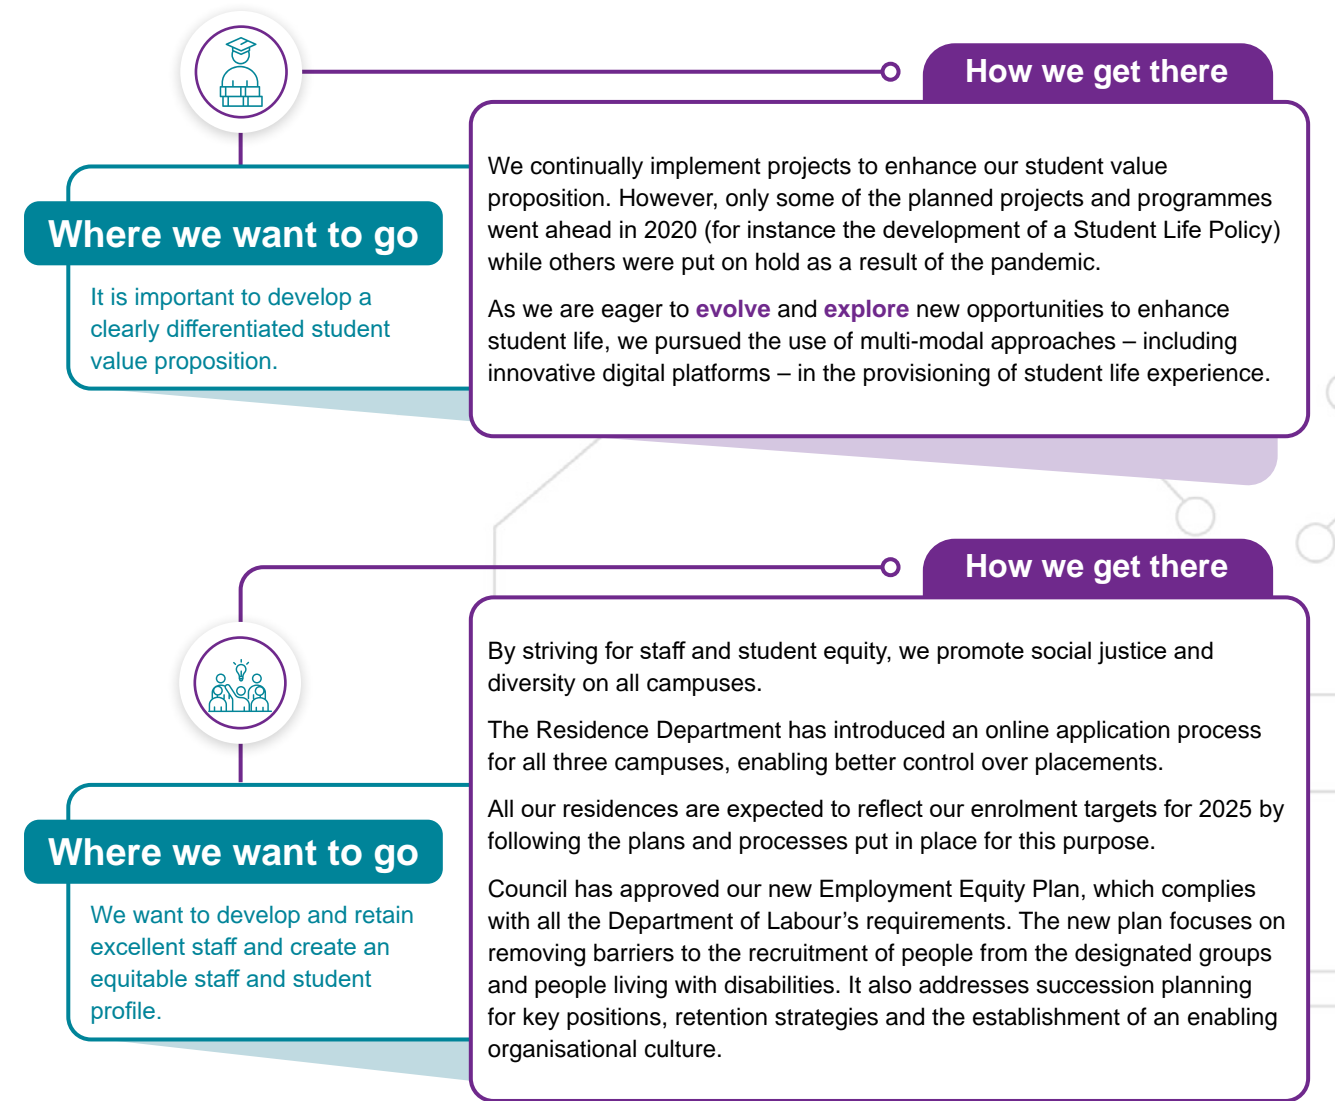 Where we want to go
It is important to develop a
clearly differentiated student
value proposition.
How we get there
We continually implement projects to enhance our student value
proposition. However, only some of the planned projects and programmes
went ahead in 2020 (for instance the development of a Student Life Policy)
while others were put on hold as a result of the pandemic.
As we are eager to evolve and explore new opportunities to enhance
student life, we pursued the use of multi-modal approaches – including
innovative digital platforms – in the provisioning of student life experience.
Where we want to go
We want to develop and retain
excellent staff and create an
equitable staff and student
profile.
How we get there
By striving for staff and student equity, we promote social justice and
diversity on all campuses.
The Residence Department has introduced an online application process
for all three campuses, enabling better control over placements.
All our residences are expected to reflect our enrolment targets for 2025 by
following the plans and processes put in place for this purpose.
Council has approved our new Employment Equity Plan, which complies
with all the Department of Labour’s requirements. The new plan focuses on
removing barriers to the recruitment of people from the designated groups
and people living with disabilities. It also addresses succession planning
for key positions, retention strategies and the establishment of an enabling
organisational culture.